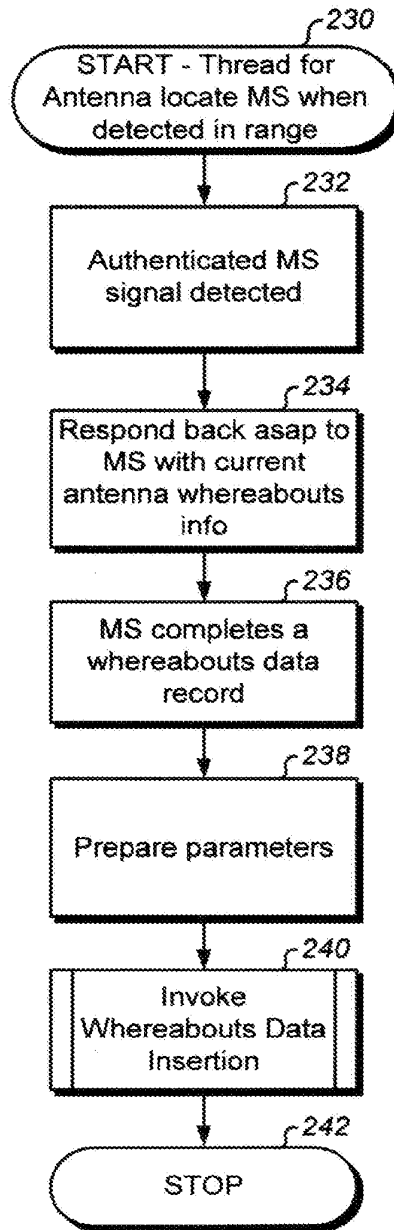 230
START - Thread for
Antenna locate MS when
detected in range
232
Authenticated MS
signal detected
234
Respond back asap to
MS with current
antenna whereabouts
info
236
MS completes a
whereabouts data
record
238
Prepare parameters
240
Invoke
Whereabouts Data
Insertion
242
STOP